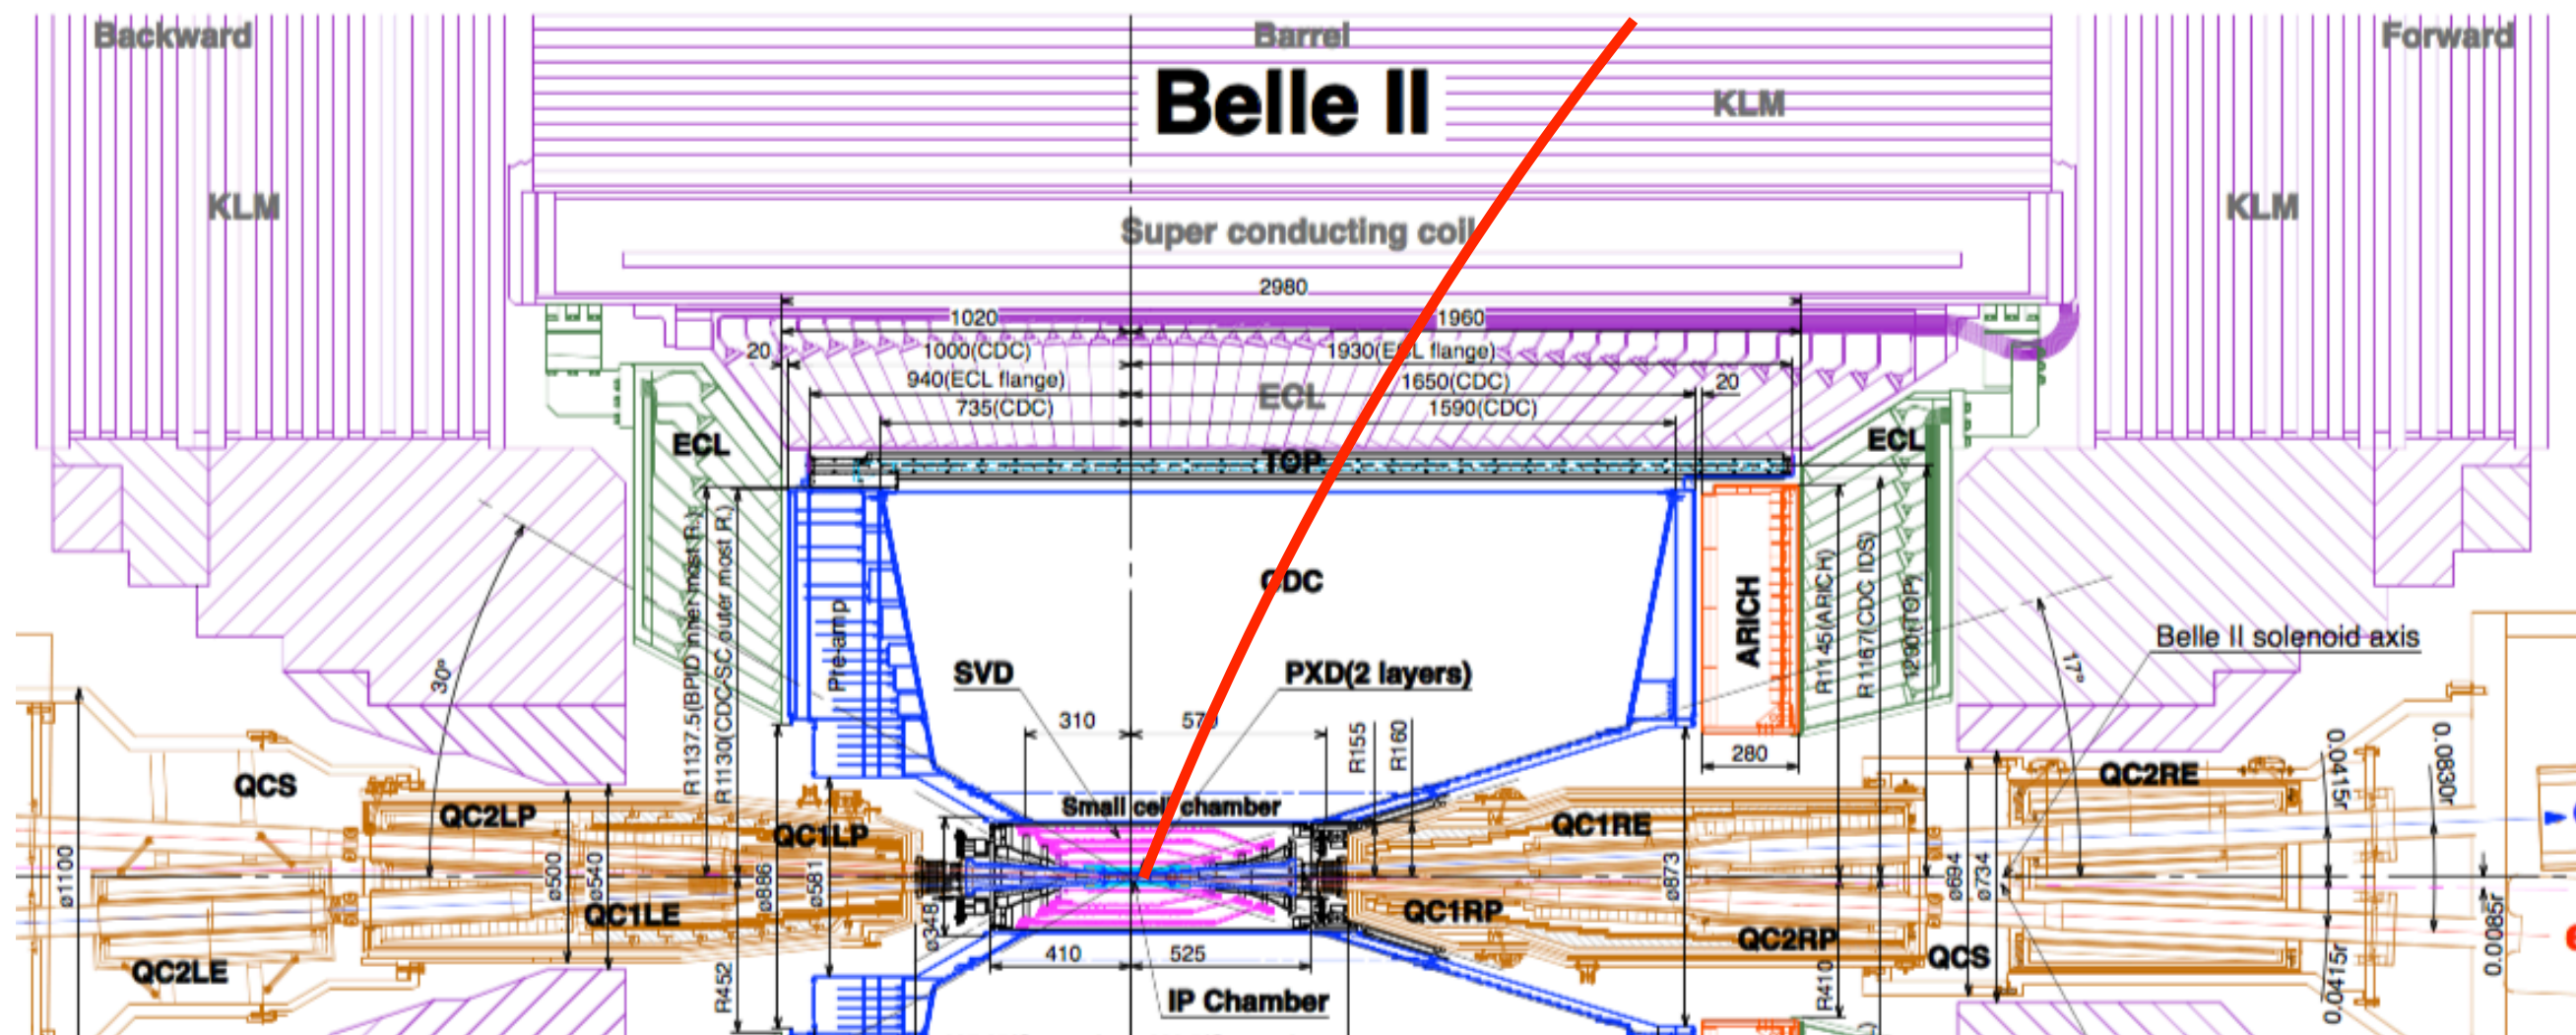 Backward
Barrel
Forward
Belle II
KLM
KLM
KLM
Super conducting coil
2980
1020
1960
20
1000(CDC)
1930(ECL flange)
940(ECL flange)
1650(CDC)
20
735(CDC)
ECL
1590(CDC)
ECL
ECL
TOP
CDC
ARICH
Pre-amp
R1137.5(BPID inner most R.)
R1130(CDC-SC outer most R.)
R1145(ARICH)
R1167(CDC IDS)
30°
17°
Belle II solenoid axis
SVD
PXD(2 layers)
310
570
R155
R160
280
QCS
QC2LP
QC1LP
Small cell chamber
QC1RE
QC2RE
0.0415r
0.0830r
ø1100
ø500
ø540
ø886
ø581
ø348
ø873
ø694
ø734
QC1LE
QC2LE
QC1RP
QC2RP
QCS
R452
410
525
R410
0.0415r
0.0085r
IP Chamber